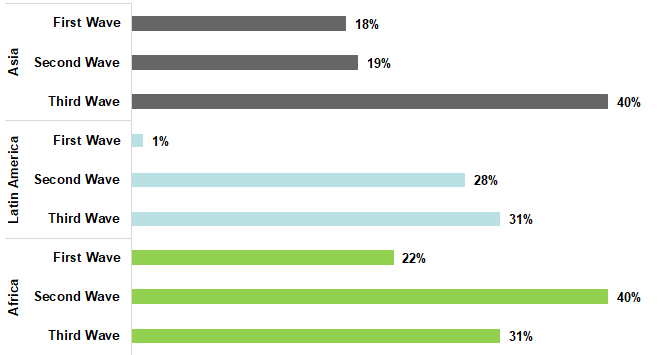 Asia
First Wave 18%
Second Wave 19%
Third Wave 40%
Latin America
First Wave 1%
Second Wave 28%
Third Wave 31%
Africa
First Wave 22%
Second Wave 40%
Third Wave 31%